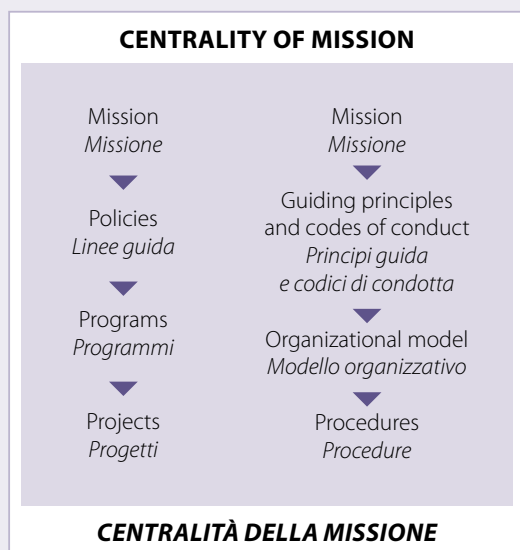 CENTRALITY OF MISSION
Mission
Missione
Policies
Linee guida
Programs
Programmi
Projects
Progetti
Mission
Missione
Guiding principles
and codes of conduct
Principi guida
e codici di condotta
Organizational model
Modello organizzativo
Procedures
Procedure
CENTRALITÀ DELLA MISSIONE